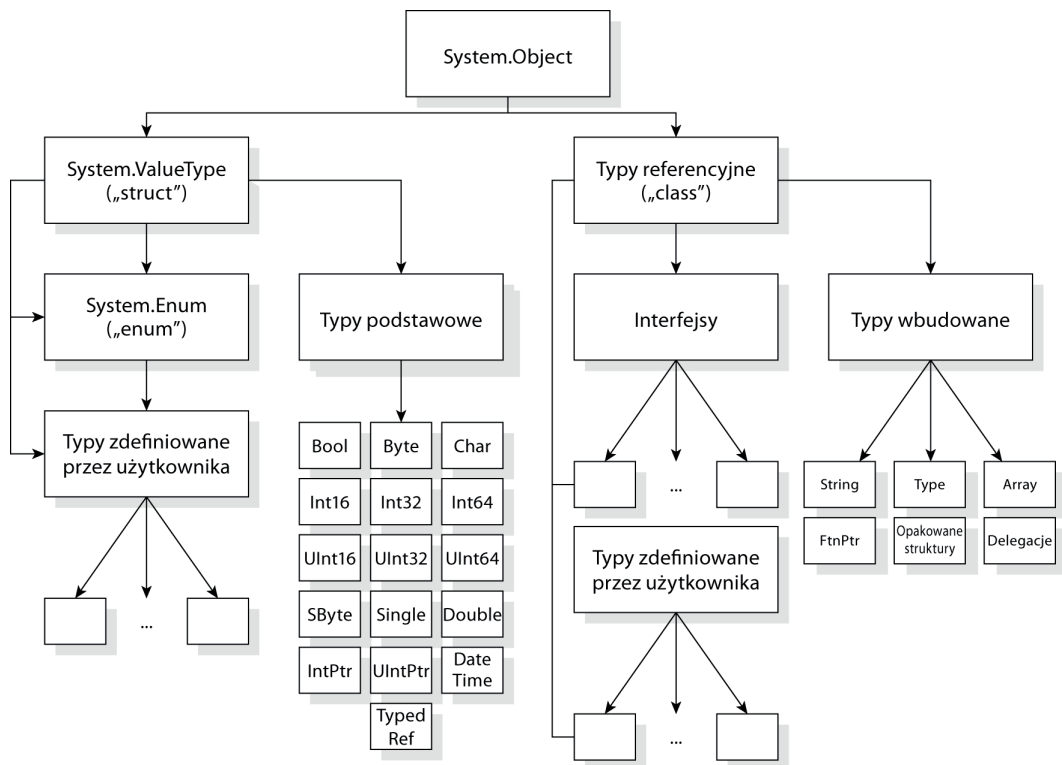 System.Object
System.ValueType
(„struct”)
Typy referencyjne
(„class”)
System.Enum
(„enum”)
Typy podstawowe
Interfejsy
Typy wbudowane
Typy zdefiniowane
przez użytkownika
Bool
Byte
Char
Int16
Int32
Int64
UInt16
UInt32
UInt64
SByte
Single
Double
IntPtr
UIntPtr
Date
Time
Typed
Ref
...
...
String
Type
Array
FtnPtr
Opakowane
struktury
Delegacje
Typy zdefiniowane
przez użytkownika
...